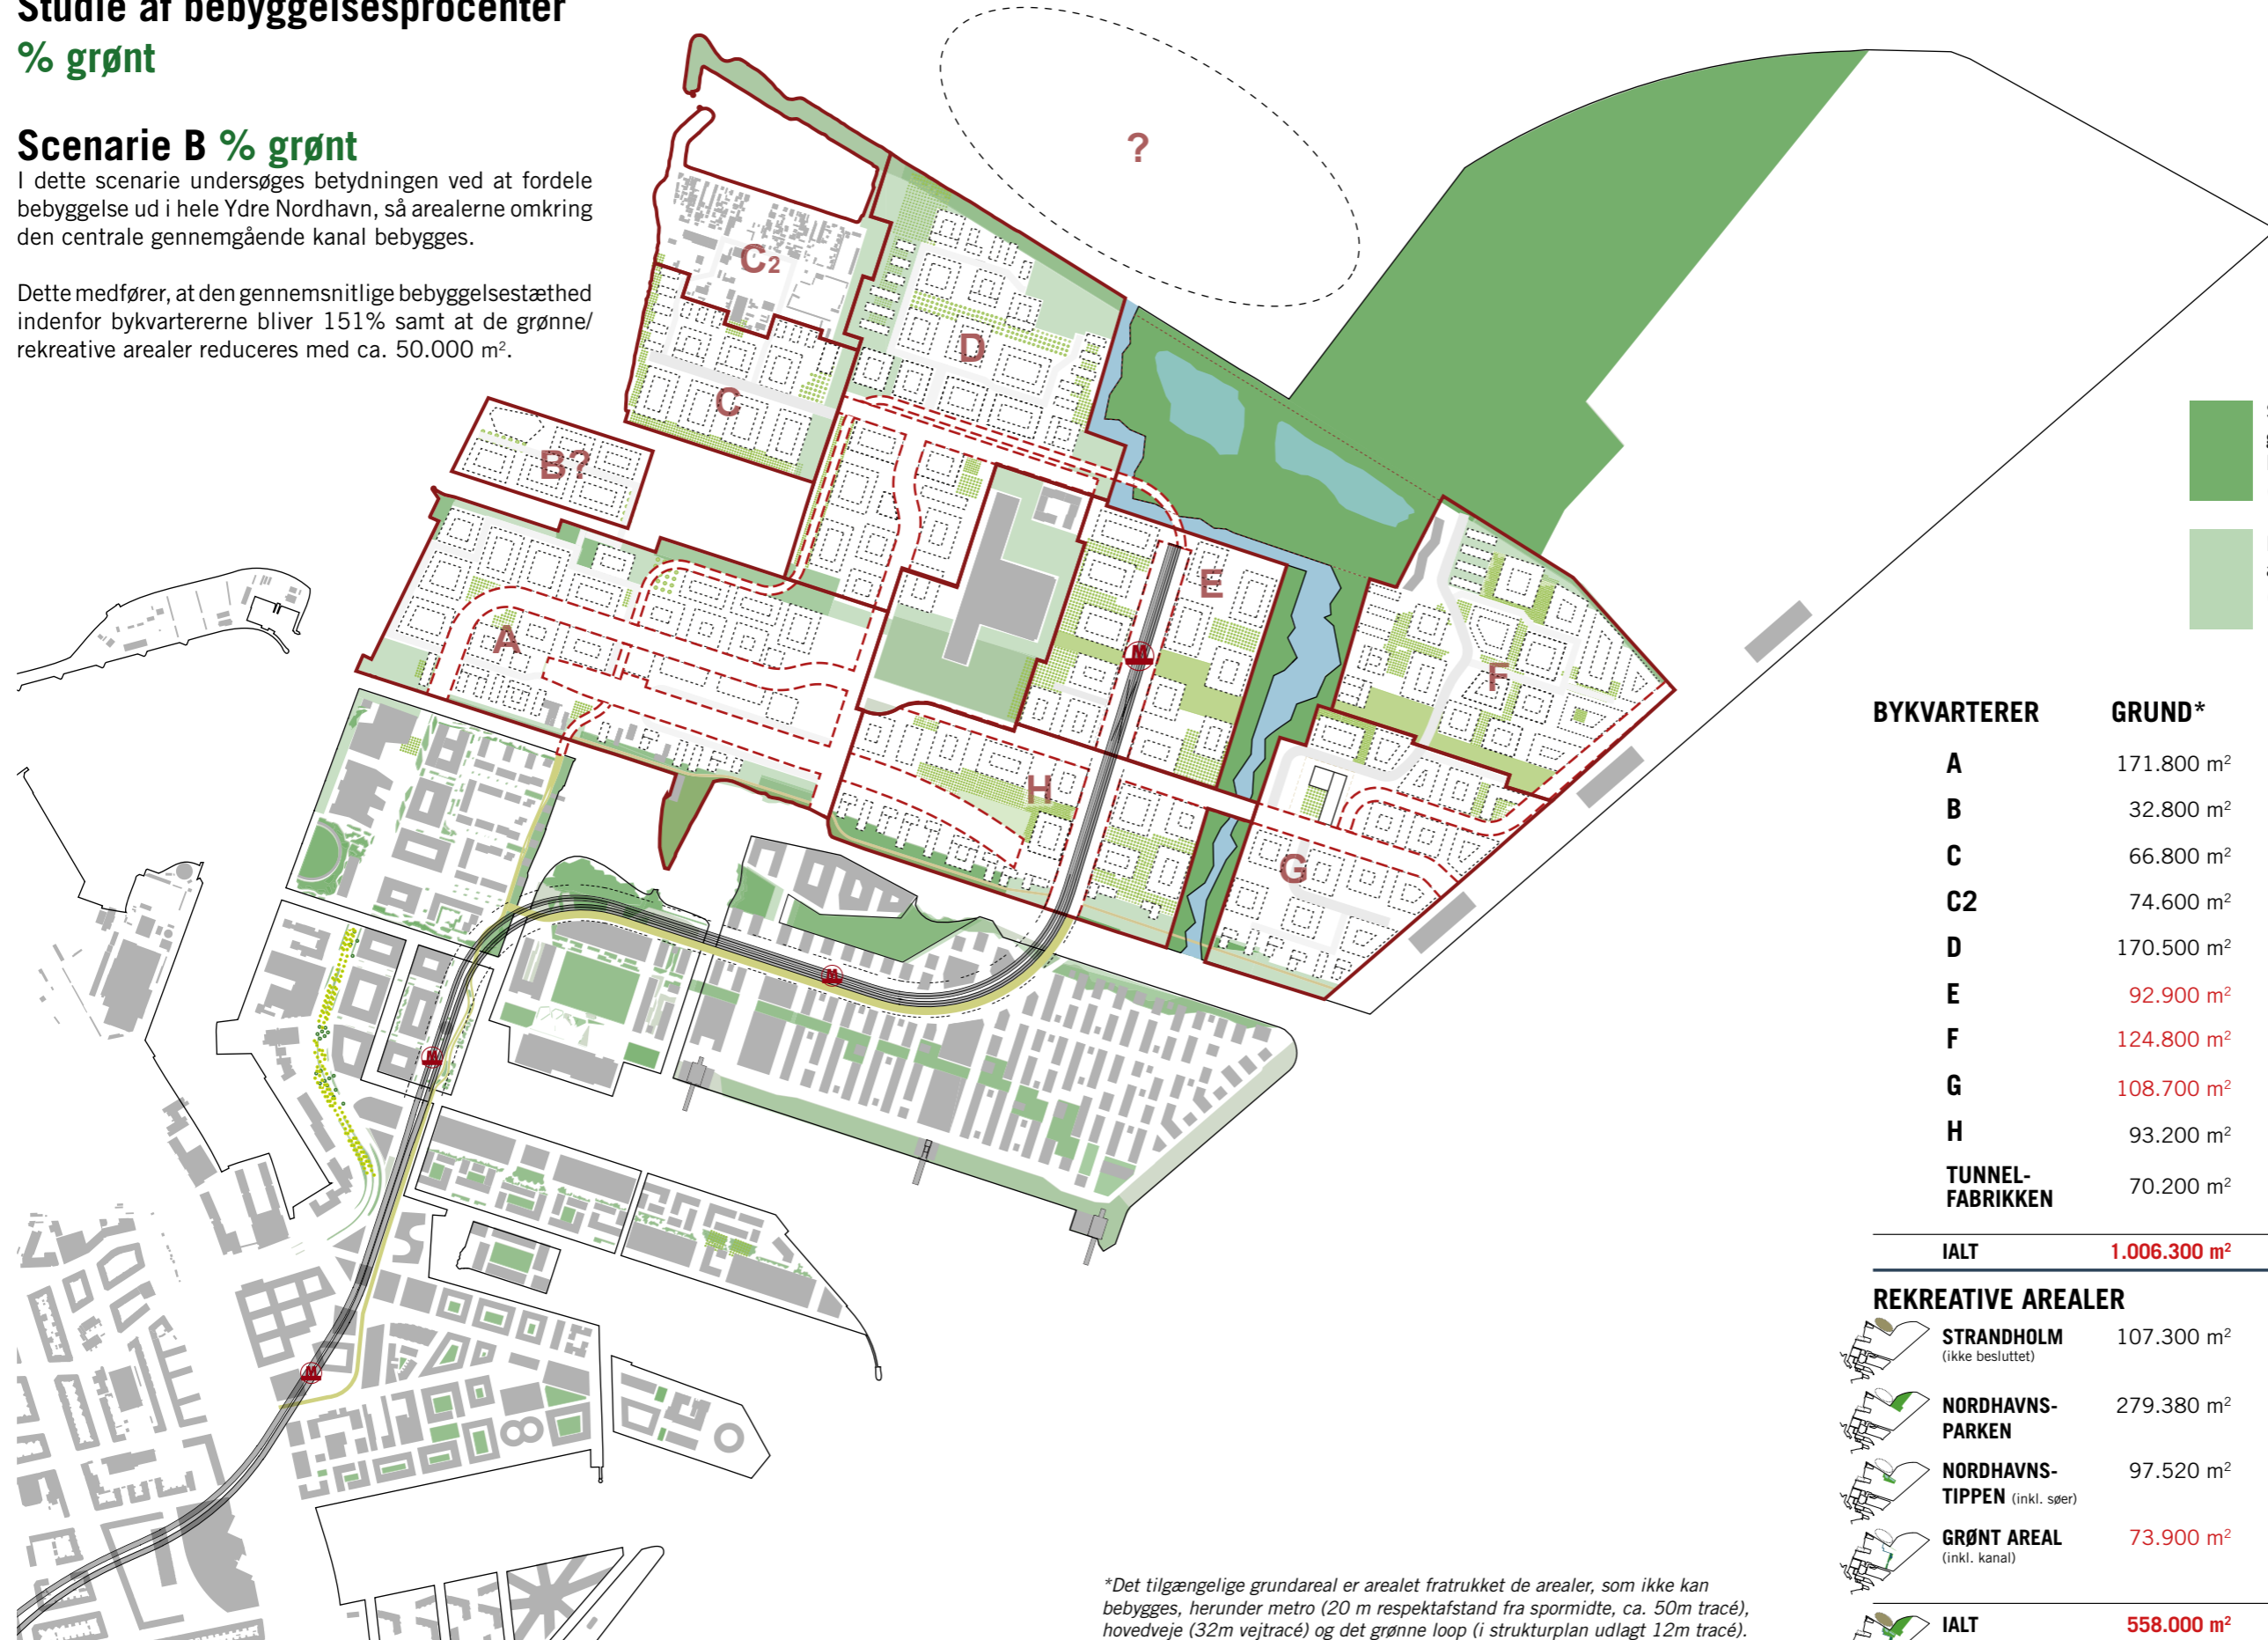 Studie af bebyggelsesprocenter
% grønt
Scenarie B % grønt
I dette scenarie undersøges betydningen ved at fordele
bebyggelse ud i hele Ydre Nordhavn, så arealerne omkring
den centrale gennemgående kanal bebygges.
Dette medfører, at den gennemsnitlige bebyggelsestæthed
indenfor bykvartererne bliver 151% samt at de grønne/
rekreative arealer reduceres med ca. 50.000 m².
?
C2
D
C
B?
E
A
F
H
G
M
M
M
M
BYKVARTERER GRUND*
A 171.800 m²
B 32.800 m²
C 66.800 m²
C2 74.600 m²
D 170.500 m²
E 92.900 m²
F 124.800 m²
G 108.700 m²
H 93.200 m²
TUNNEL-
FABRIKKEN 70.200 m²
IALT 1.006.300 m²
REKREATIVE AREALER
STRANDHOLM 107.300 m²
(ikke besluttet)
NORDHAVNS- 279.380 m²
PARKEN
NORDHAVNS- 97.520 m²
TIPPEN (inkl. søer)
GRØNT AREAL 73.900 m²
(inkl. kanal)
IALT 558.000 m²
*Det tilgængelige grundareal er arealet fratrukket de arealer, som ikke kan
bebygges, herunder metro (20 m respektafstand fra spormidte, ca. 50m tracé),
hovedveje (32m vejtracé) og det grønne loop (i strukturplan udlagt 12m tracé).